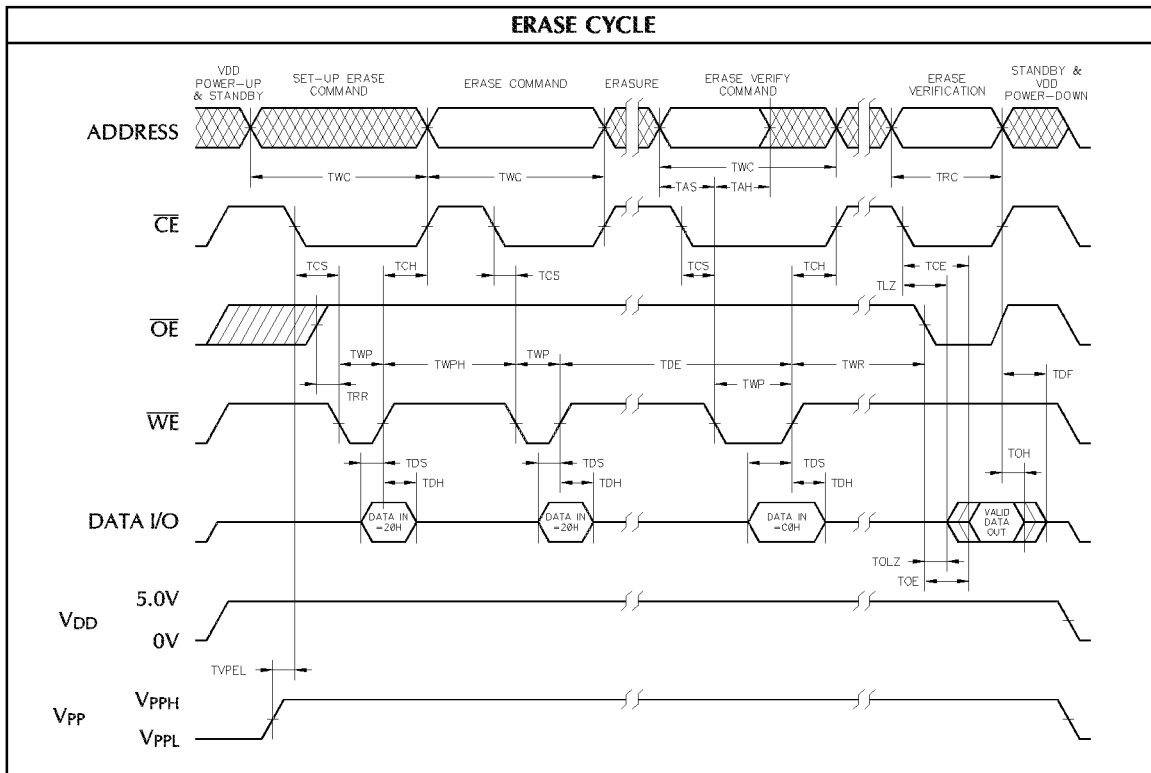 ERASE CYCLE
VDD
POWER-UP
& STANDBY
SET-UP ERASE
COMMAND
ERASE COMMAND
ERASURE
ERASE VERIFY
COMMAND
ERASE
VERIFICATION
STANDBY &
VDD
POWER-DOWN
ADDRESS
TWC
TWC
TWC
TAS
TAH
TRC
CE
TCS
TCH
TCS
TCS
TCH
TCE
TLZ
OE
TWP
TWPH
TWP
TDE
TWR
TRR
TWP
TDF
WE
TDS
TDH
TDS
TDH
TDS
TDH
TOH
DATA I/O
DATA IN
=20H
DATA IN
=20H
DATA IN
=C0H
VALID
DATA
OUT
TOLZ
TOE
5.0V
VDD
0V
TVPEL
VPPH
VPP
VPPL